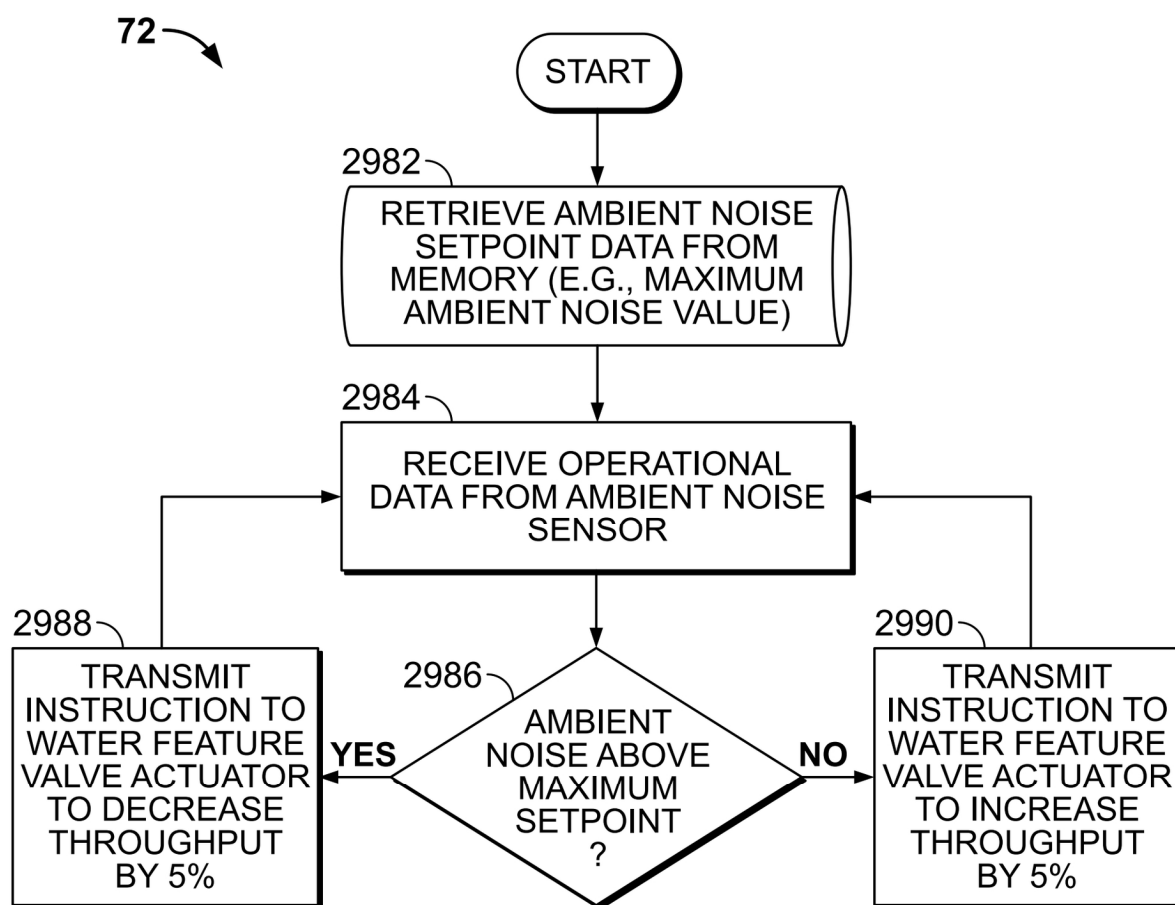 72
START
2982
RETRIEVE AMBIENT NOISE
SETPOINT DATA FROM
MEMORY (E.G., MAXIMUM
AMBIENT NOISE VALUE)
2984
RECEIVE OPERATIONAL
DATA FROM AMBIENT NOISE
SENSOR
2986
AMBIENT
NOISE ABOVE
MAXIMUM
SETPOINT
?
YES
NO
2988
TRANSMIT
INSTRUCTION TO
WATER FEATURE
VALVE ACTUATOR
TO DECREASE
THROUGHPUT
BY 5%
2990
TRANSMIT
INSTRUCTION TO
WATER FEATURE
VALVE ACTUATOR
TO INCREASE
THROUGHPUT
BY 5%